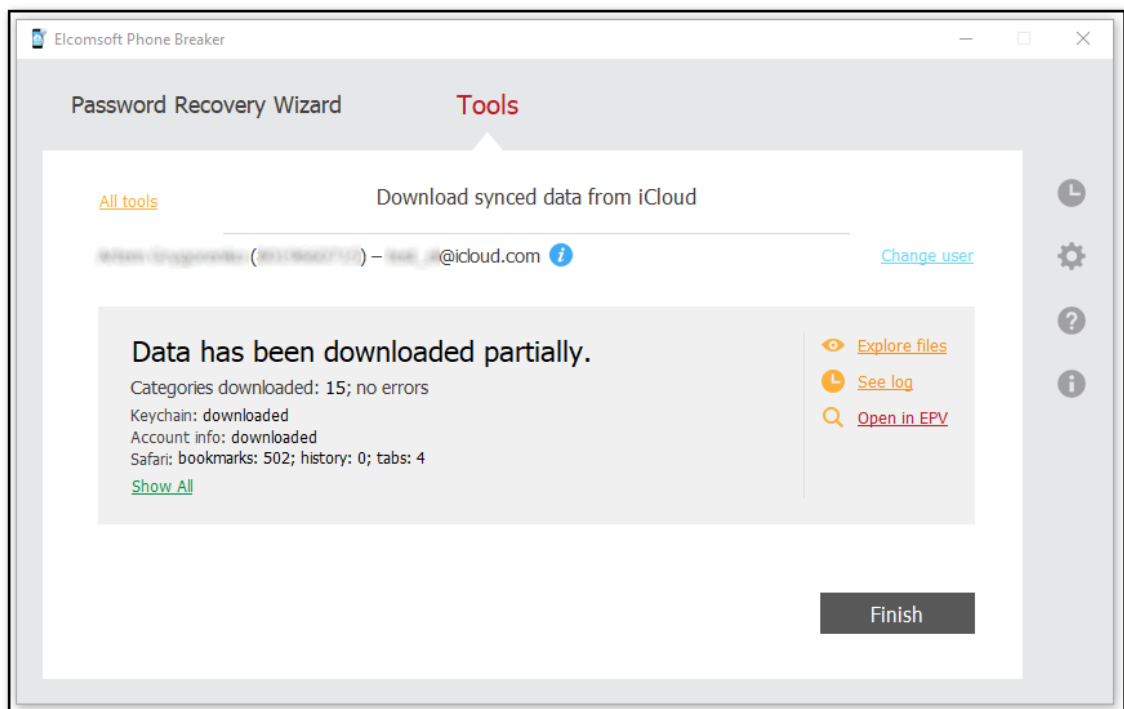 Elcomsoft Phone Breaker
Password Recovery Wizard Tools
All tools
Download synced data from iCloud
( ) – @icloud.com
Change user
Data has been downloaded partially.
Categories downloaded: 15; no errors
Keychain: downloaded
Account info: downloaded
Safari: bookmarks: 502; history: 0; tabs: 4
Show All
Explore files
See log
Open in EPV
Finish